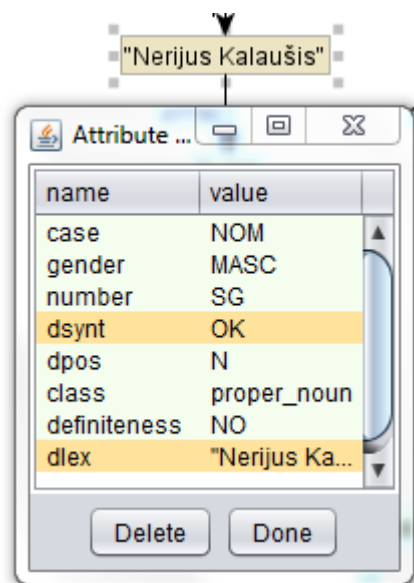 "Nerijus Kalaušis"
Attribute ...
name value
case NOM
gender MASC
number SG
dsynt OK
dpos N
class proper_noun
definiteness NO
dlex "Nerijus Ka...
Delete Done